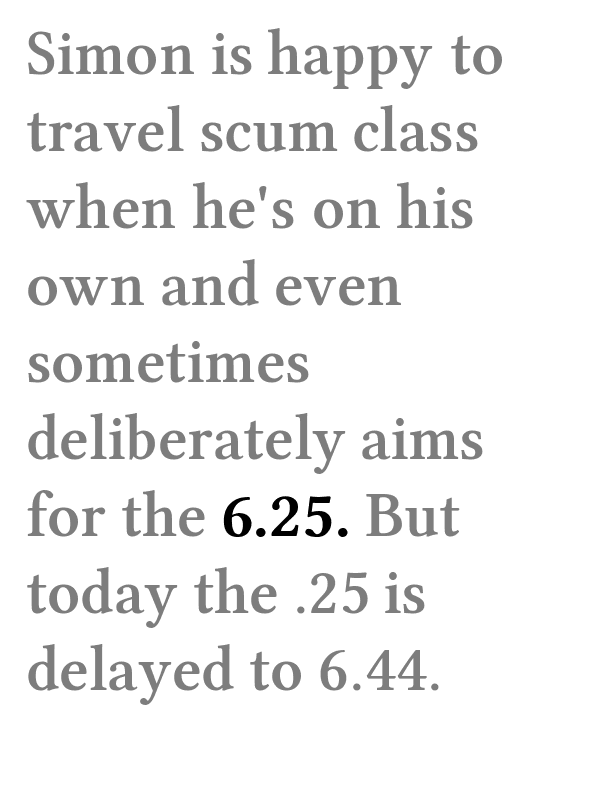 Simon is happy to
travel scum class
when he's on his
own and even
sometimes
deliberately aims
for the 6.25. But
today the .25 is
delayed to 6.44.